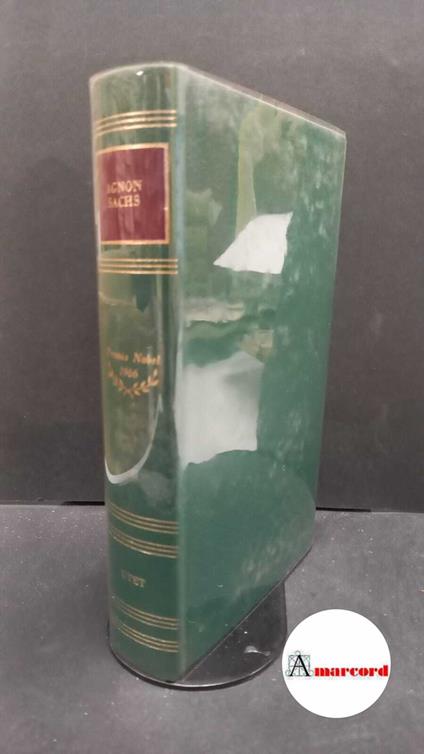 AGNON
SACHS
Premio Nobel
1966
UTET
Amarcord